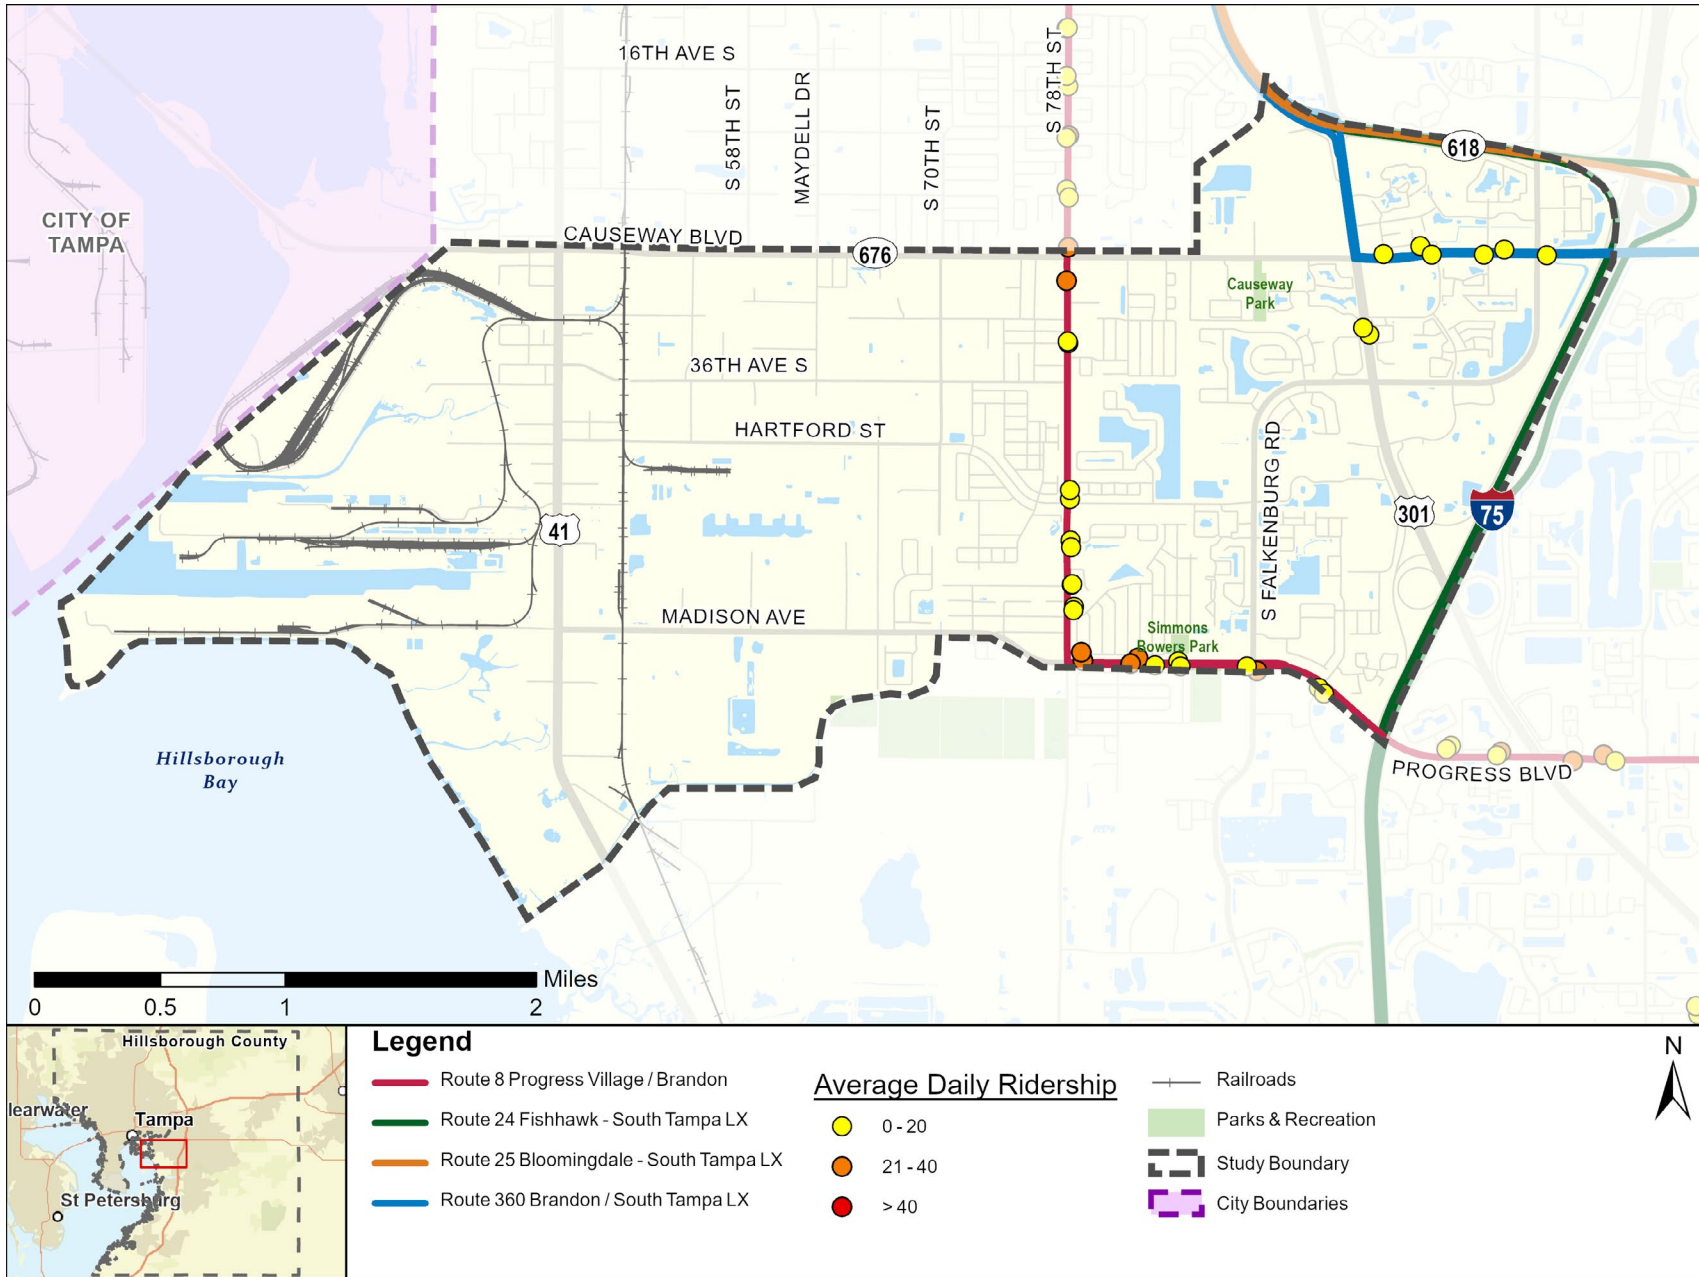 16TH AVE S
S 58TH ST
MAYDELL DR
S 70TH ST
S 78TH ST
618
CITY OF
TAMPA
CAUSEWAY BLVD
676
Causeway
Park
36TH AVE S
HARTFORD ST
S FALKENBURG RD
41
301
75
MADISON AVE
Simmons
Bowers Park
Hillsborough
Bay
PROGRESS BLVD
Miles
0 0.5 1 2
Hillsborough County
learwater
Tampa
St Petersburg
Legend
Route 8 Progress Village / Brandon
Route 24 Fishhawk - South Tampa LX
Route 25 Bloomingdale - South Tampa LX
Route 360 Brandon / South Tampa LX
Average Daily Ridership
0 - 20
21 - 40
> 40
Railroads
Parks & Recreation
Study Boundary
City Boundaries
N